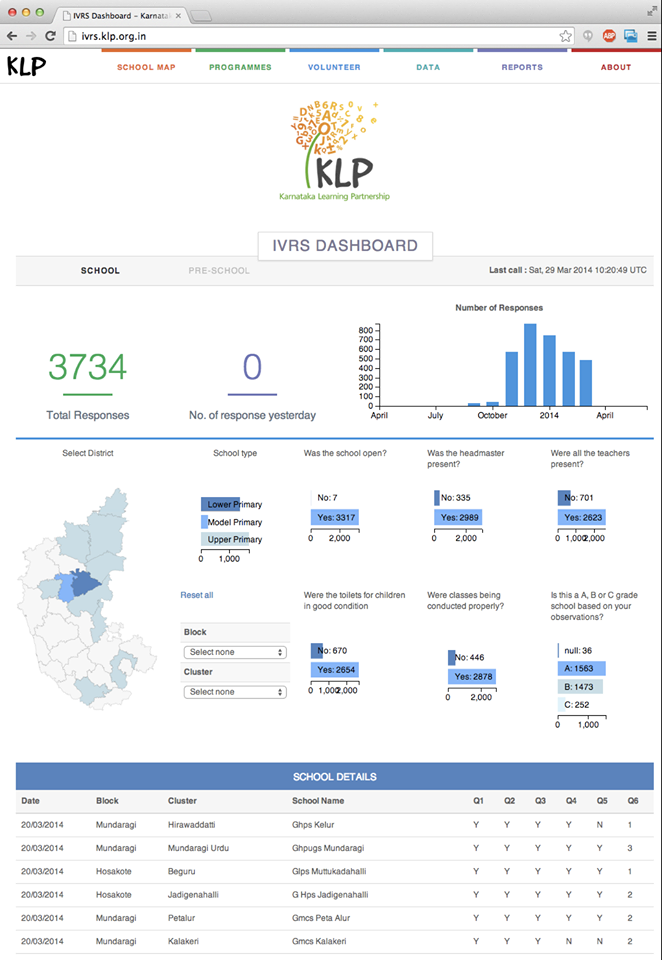 IVRS Dashboard – Karnatak
ivrs.klp.org.in
ABP
KLP
SCHOOL MAP PROGRAMMES VOLUNTEER DATA REPORTS ABOUT
KLP
Karnataka Learning Partnership
IVRS DASHBOARD
SCHOOL PRE-SCHOOL Last call : Sat, 29 Mar 2014 10:20:49 UTC
3734
Total Responses
0
No. of response yesterday
Number of Responses
800
700
600
500
400
300
200
100
0
April July October 2014 April
Select District
School type
Lower Primary
Model Primary
Upper Primary
0 1,000
Was the school open?
No: 7
Yes: 3317
0 2,000
Was the headmaster
present?
No: 335
Yes: 2989
0 2,000
Were all the teachers
present?
No: 701
Yes: 2623
0 1,000 2,000
Reset all
Block
Select none
Cluster
Select none
Were the toilets for children
in good condition
No: 670
Yes: 2654
0 1,000 2,000
Were classes being
conducted properly?
No: 446
Yes: 2878
0 2,000
Is this a A, B or C grade
school based on your
observations?
null: 36
A: 1563
B: 1473
C: 252
0 1,000
SCHOOL DETAILS
Date Block Cluster School Name Q1 Q2 Q3 Q4 Q5 Q6
20/03/2014 Mundaragi Hirawaddatti Ghps Kelur Y Y Y Y N 1
20/03/2014 Mundaragi Mundaragi Urdu Ghpugs Mundaragi Y Y Y Y Y 3
20/03/2014 Hosakote Beguru Glps Muttukadahalli Y Y Y Y Y 1
20/03/2014 Hosakote Jadigenahalli G Hps Jadigenahalli Y Y Y Y Y 2
20/03/2014 Mundaragi Petalur Gmcs Peta Alur Y Y Y Y Y 2
20/03/2014 Mundaragi Kalakeri Gmcs Kalakeri Y Y Y N N 2